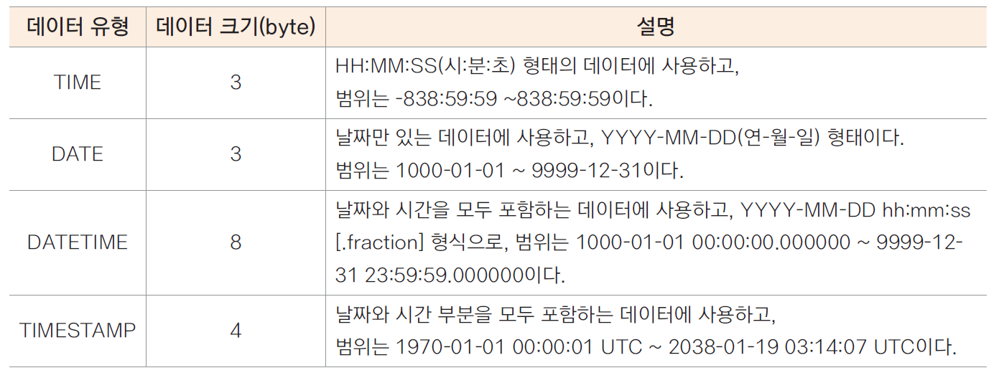 데이터 유형 데이터 크기(byte) 설명
TIME 3 HH:MM:SS(시:분:초) 형태의 데이터에 사용하고,
범위는 -838:59:59 ~838:59:59이다.
DATE 3 날짜만 있는 데이터에 사용하고, YYYY-MM-DD(연-월-일) 형태이다.
범위는 1000-01-01 ~ 9999-12-31이다.
DATETIME 8 날짜와 시간을 모두 포함하는 데이터에 사용하고, YYYY-MM-DD hh:mm:ss
[.fraction] 형식으로, 범위는 1000-01-01 00:00:00.000000 ~ 9999-12-
31 23:59:59.000000이다.
TIMESTAMP 4 날짜와 시간 부분을 모두 포함하는 데이터에 사용하고,
범위는 1970-01-01 00:00:01 UTC ~ 2038-01-19 03:14:07 UTC이다.